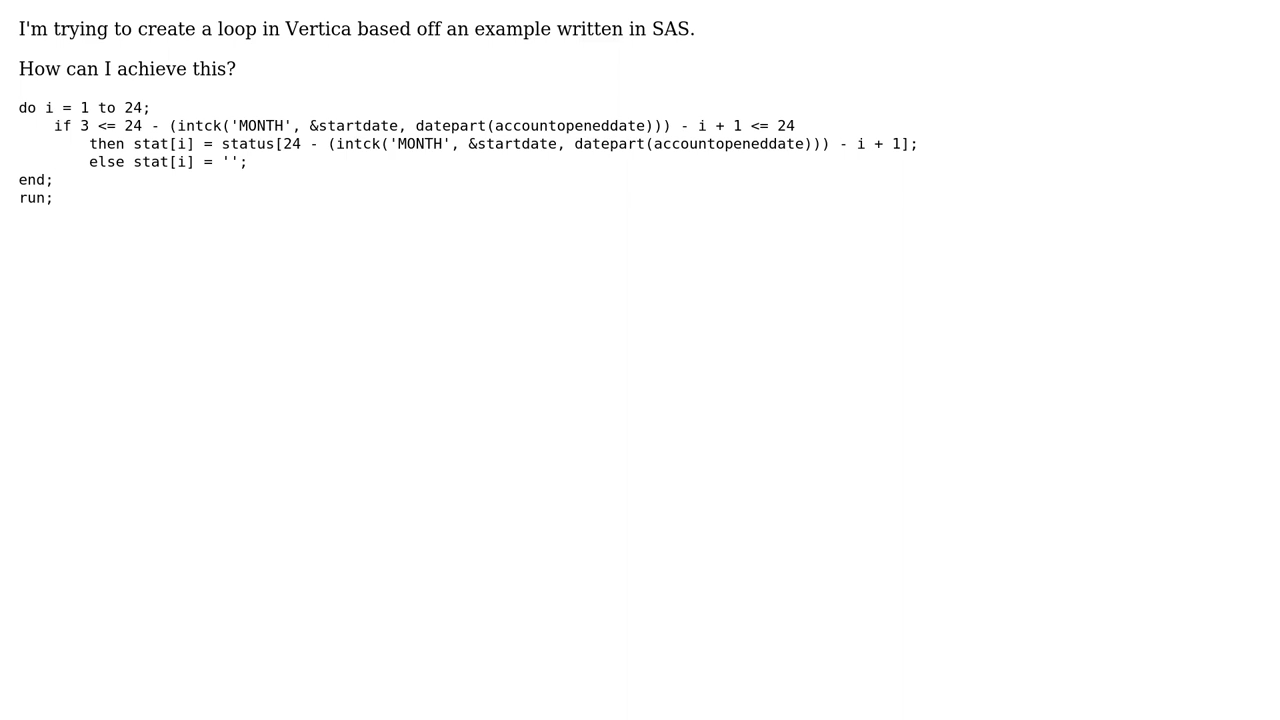 I'm trying to create a loop in Vertica based off an example written in SAS.
How can I achieve this?
do i = 1 to 24;
    if 3 <= 24 - (intck('MONTH', &startdate, datepart(accountopeneddate))) - i + 1 <= 24
        then stat[i] = status[24 - (intck('MONTH', &startdate, datepart(accountopeneddate))) - i + 1];
        else stat[i] = '';
end;
run;